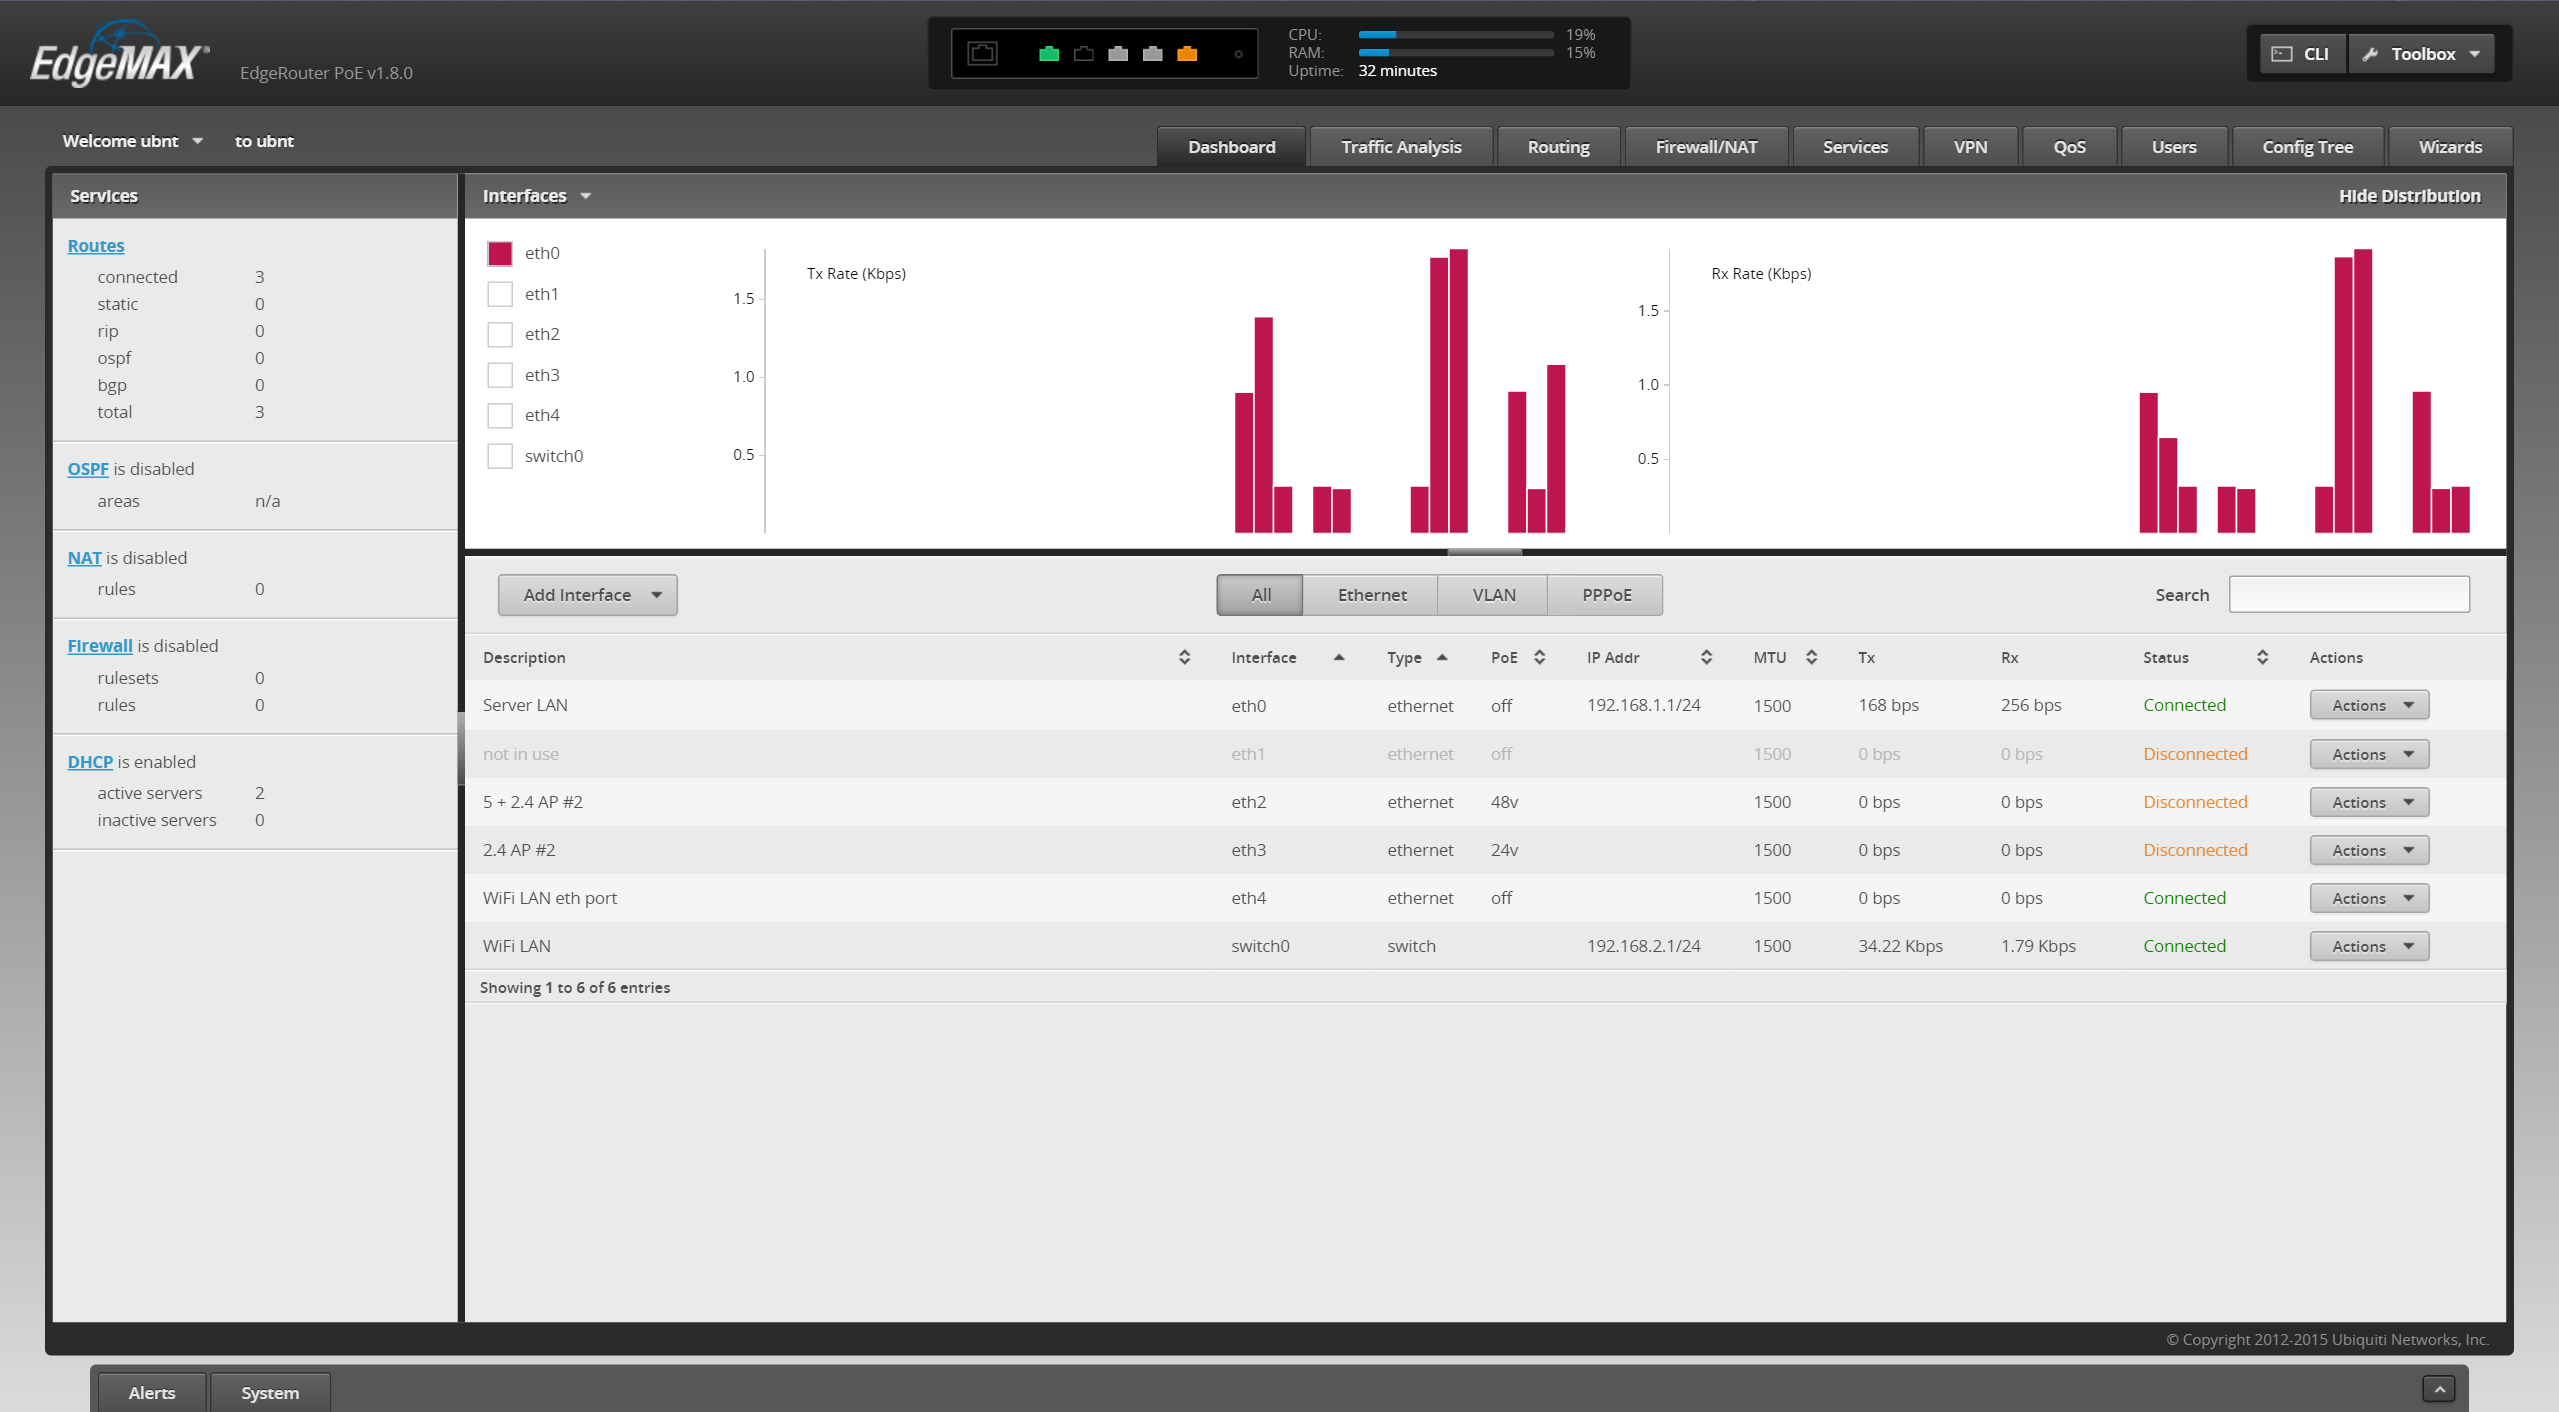 EdgeMAX®
EdgeRouter PoE v1.8.0
CPU: 19%
RAM: 15%
Uptime: 32 minutes
CLI
Toolbox
Welcome ubnt to ubnt
Dashboard Traffic Analysis Routing Firewall/NAT Services VPN QoS Users Config Tree Wizards
Services
Routes
connected 3
static 0
rip 0
ospf 0
bgp 0
total 3
OSPF is disabled
areas n/a
NAT is disabled
rules 0
Firewall is disabled
rulesets 0
rules 0
DHCP is enabled
active servers 2
inactive servers 0
Interfaces
Hide Distribution
eth0
eth1
eth2
eth3
eth4
switch0
Tx Rate (Kbps)
1.5
1.0
0.5
Rx Rate (Kbps)
1.5
1.0
0.5
Add Interface
All Ethernet VLAN PPPoE
Search
Description Interface Type PoE IP Addr MTU Tx Rx Status Actions
Server LAN eth0 ethernet off 192.168.1.1/24 1500 168 bps 256 bps Connected Actions
not in use eth1 ethernet off 1500 0 bps 0 bps Disconnected Actions
5 + 2.4 AP #2 eth2 ethernet 48v 1500 0 bps 0 bps Disconnected Actions
2.4 AP #2 eth3 ethernet 24v 1500 0 bps 0 bps Disconnected Actions
WiFi LAN eth port eth4 ethernet off 1500 0 bps 0 bps Connected Actions
WiFi LAN switch0 switch 192.168.2.1/24 1500 34.22 Kbps 1.79 Kbps Connected Actions
Showing 1 to 6 of 6 entries
© Copyright 2012-2015 Ubiquiti Networks, Inc.
Alerts System